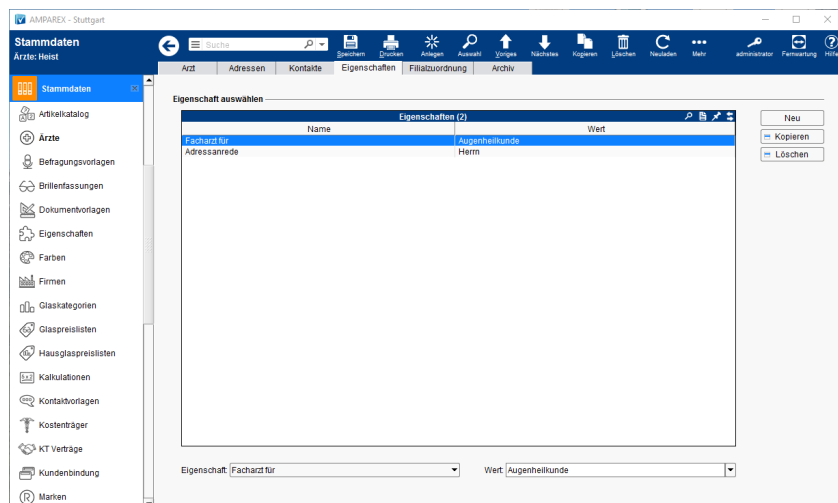 AMPAREX - Stuttgart
Stammdaten
Ärzte: Heist
Suche
Speichern Drucken Anlegen Auswahl Voriges Nächstes Kopieren Löschen Neuladen Mehr administrator Fernwartung Hilfe
Arzt Adressen Kontakte Eigenschaften Filialzuordnung Archiv
Stammdaten
Artikelkatalog
Ärzte
Befragungsvorlagen
Brillenfassungen
Dokumentvorlagen
Eigenschaften
Farben
Firmen
Glaskategorien
Glaspreislisten
Hausglaspreislisten
Kalkulationen
Kontaktvorlagen
Kostenträger
KT Verträge
Kundenbindung
Marken
Eigenschaft auswählen
Eigenschaften (2)
Name Wert
Facharzt für Augenheilkunde
Adressanrede Herrn
Neu
Kopieren
Löschen
Eigenschaft: Facharzt für Wert: Augenheilkunde